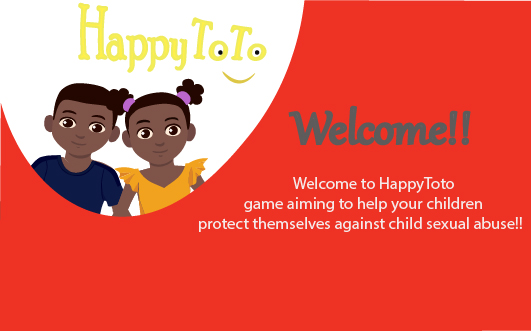 HappyToTo
Welcome!!
Welcome to HappyToto
game aiming to help your children
protect themselves against child sexual abuse!!